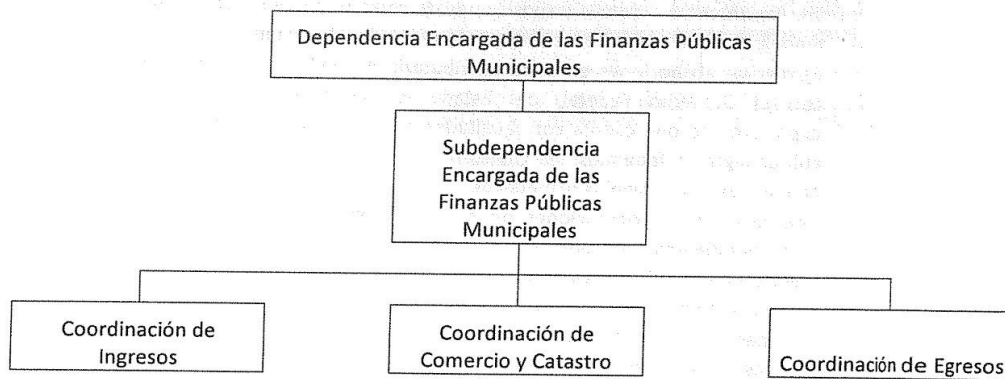 Dependencia Encargada de las Finanzas Públicas
Municipales
Subdependencia
Encargada de las
Finanzas Públicas
Municipales
Coordinación de
Ingresos
Coordinación de
Comercio y Catastro
Coordinación de Egresos